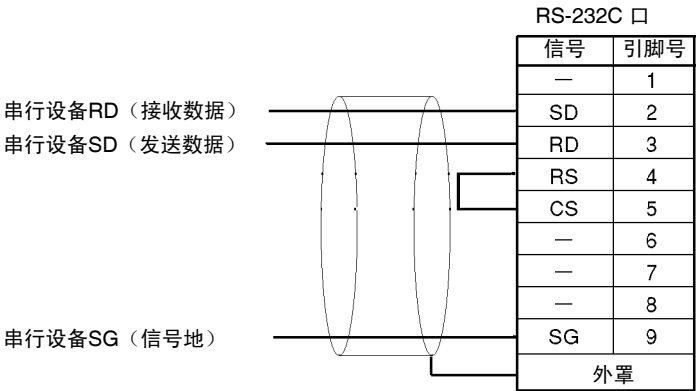 RS-232C 口
信号 引脚号
— 1
串行设备RD（接收数据） SD 2
串行设备SD（发送数据） RD 3
RS 4
CS 5
— 6
— 7
— 8
串行设备SG（信号地） SG 9
外罩